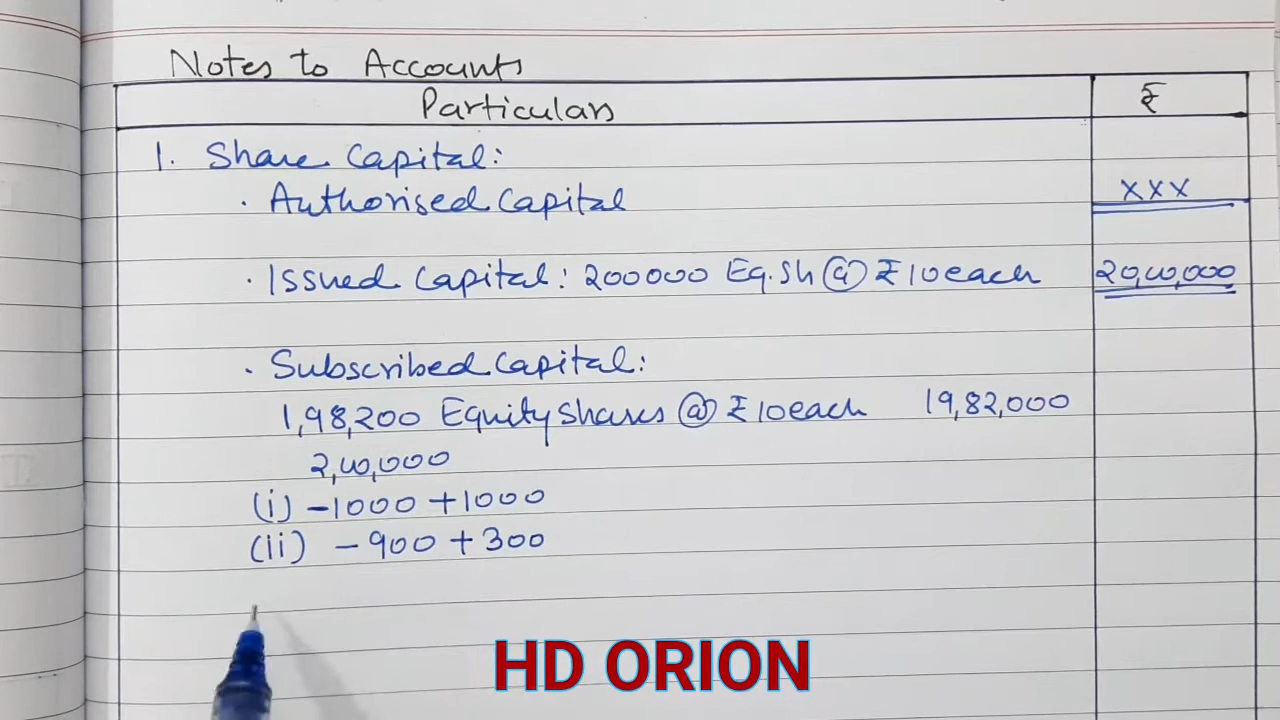 Notes to Accounts
Particulars ₹
1. Share Capital:
· Authorised Capital xxx
· Issued Capital: 200000 Eq.Sh @ ₹10 each 20,00,000
· Subscribed Capital:
1,98,200 Equity Shares @ ₹10 each 19,82,000
2,00,000
(i) -1000 +1000
(ii) -900 +300
HD ORION